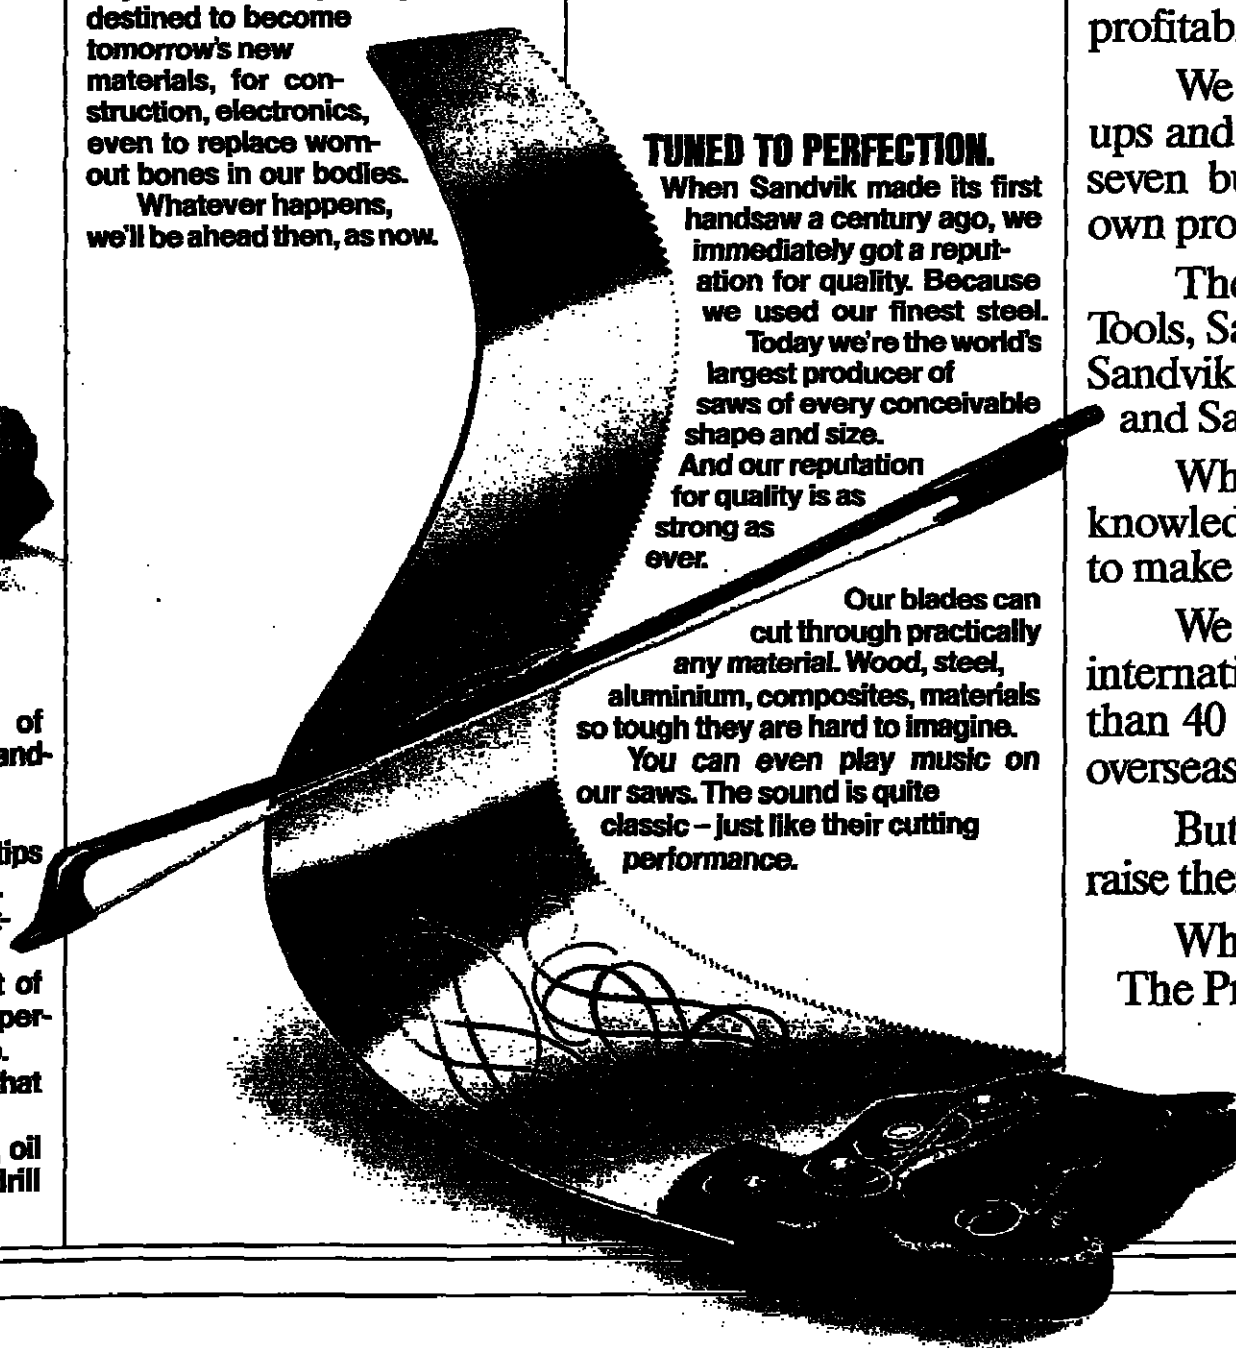 destined to become
tomorrow's new
materials, for con-
struction, electronics,
even to replace worn-
out bones in our bodies.
Whatever happens,
we'll be ahead then, as now.
of
and-
tips
t of
per-
hat
oil
drill
TUNED TO PERFECTION.
When Sandvik made its first
handsaw a century ago, we
immediately got a reput-
ation for quality. Because
we used our finest steel.
Today we're the world's
largest producer of
saws of every conceivable
shape and size.
And our reputation
for quality is as
strong as
ever.
Our blades can
cut through practically
any material. Wood, steel,
aluminium, composites, materials
so tough they are hard to imagine.
You can even play music on
our saws. The sound is quite
classic – just like their cutting
performance.
profitab
We
ups and
seven bu
own pro
The
Tools, Sa
Sandvik
and Sa
Wh
knowled
to make
We
internati
than 40
overseas
But
raise the
Wh
The Pr